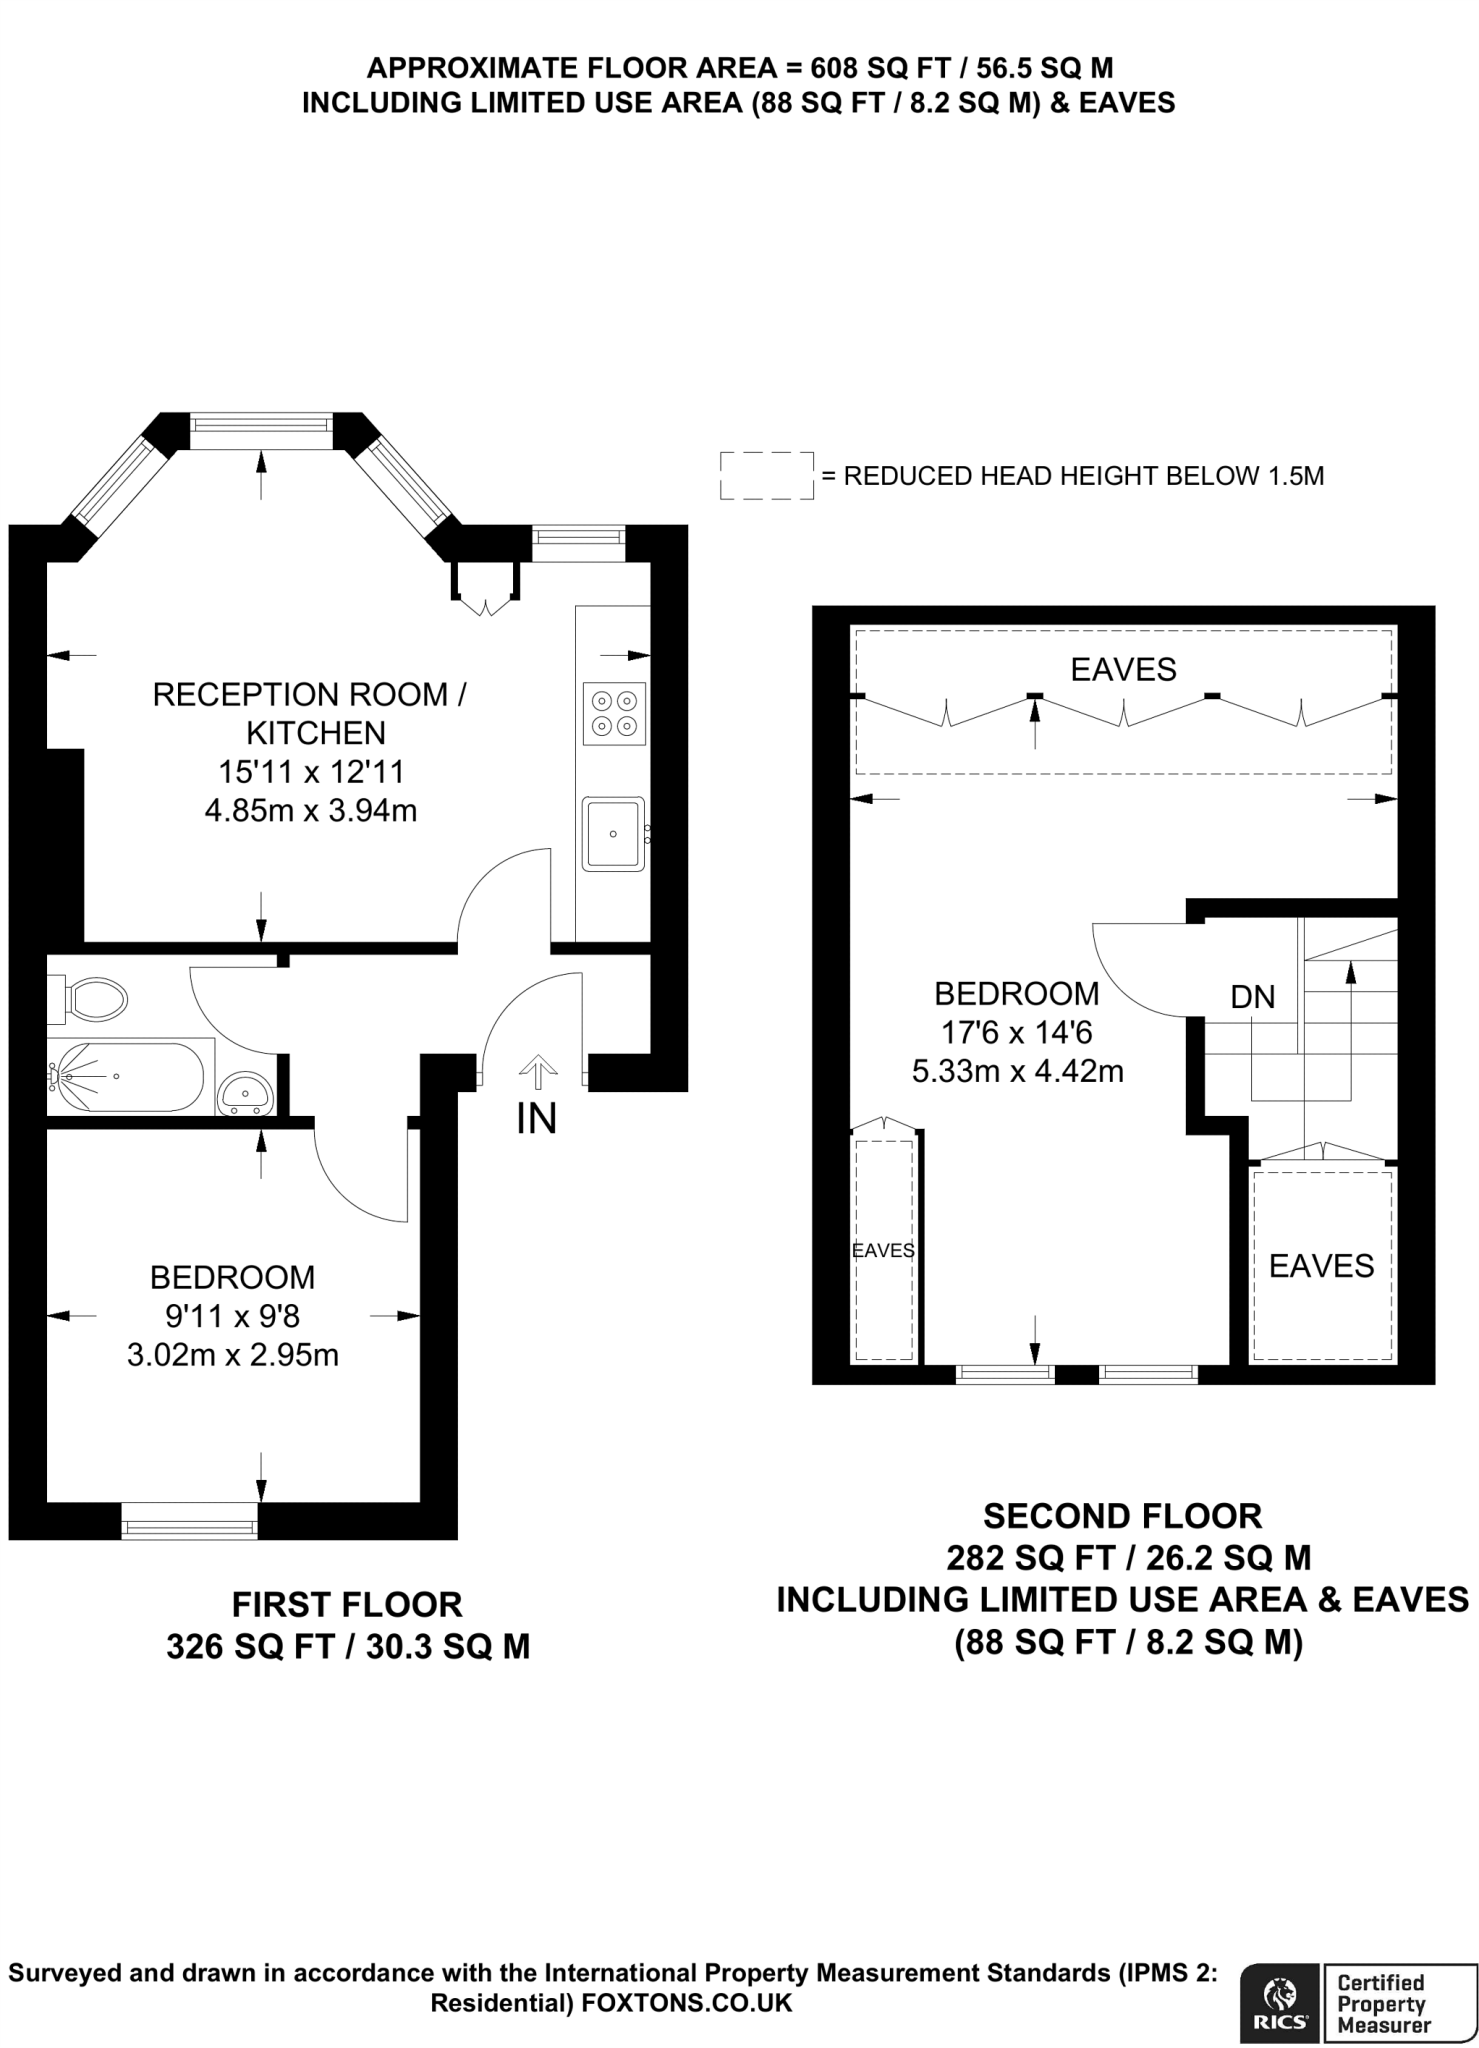 APPROXIMATE FLOOR AREA = 608 SQ FT / 56.5 SQ M
INCLUDING LIMITED USE AREA (88 SQ FT / 8.2 SQ M) & EAVES
= REDUCED HEAD HEIGHT BELOW 1.5M
RECEPTION ROOM /
KITCHEN
15'11 x 12'11
4.85m x 3.94m
IN
BEDROOM
9'11 x 9'8
3.02m x 2.95m
FIRST FLOOR
326 SQ FT / 30.3 SQ M
EAVES
BEDROOM
17'6 x 14'6
5.33m x 4.42m
DN
EAVES
EAVES
SECOND FLOOR
282 SQ FT / 26.2 SQ M
INCLUDING LIMITED USE AREA & EAVES
(88 SQ FT / 8.2 SQ M)
Surveyed and drawn in accordance with the International Property Measurement Standards (IPMS 2:
Residential) FOXTONS.CO.UK
RICS
Certified
Property
Measurer